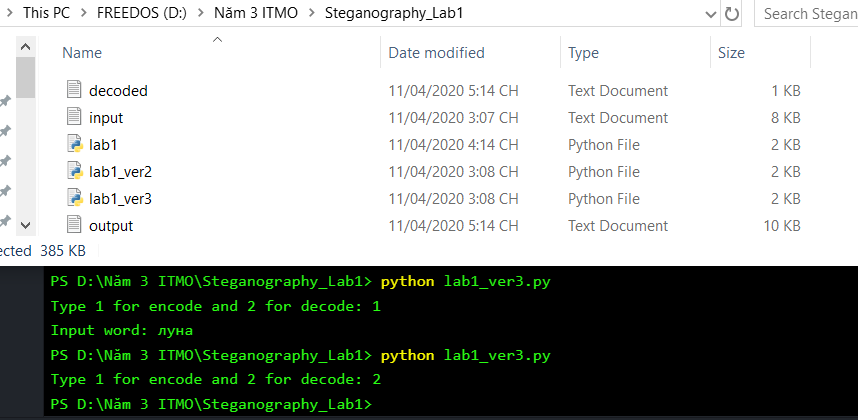 This PC > FREEDOS (D:) > Năm 3 ITMO > Steganography_Lab1
Search Stegan
Name Date modified Type Size
decoded 11/04/2020 5:14 CH Text Document 1 KB
input 11/04/2020 3:07 CH Text Document 8 KB
lab1 11/04/2020 4:14 CH Python File 2 KB
lab1_ver2 11/04/2020 3:08 CH Python File 2 KB
lab1_ver3 11/04/2020 3:08 CH Python File 2 KB
output 11/04/2020 5:14 CH Text Document 10 KB
ected 385 KB
PS D:\Năm 3 ITMO\Steganography_Lab1> python lab1_ver3.py
Type 1 for encode and 2 for decode: 1
Input word: луна
PS D:\Năm 3 ITMO\Steganography_Lab1> python lab1_ver3.py
Type 1 for encode and 2 for decode: 2
PS D:\Năm 3 ITMO\Steganography_Lab1>